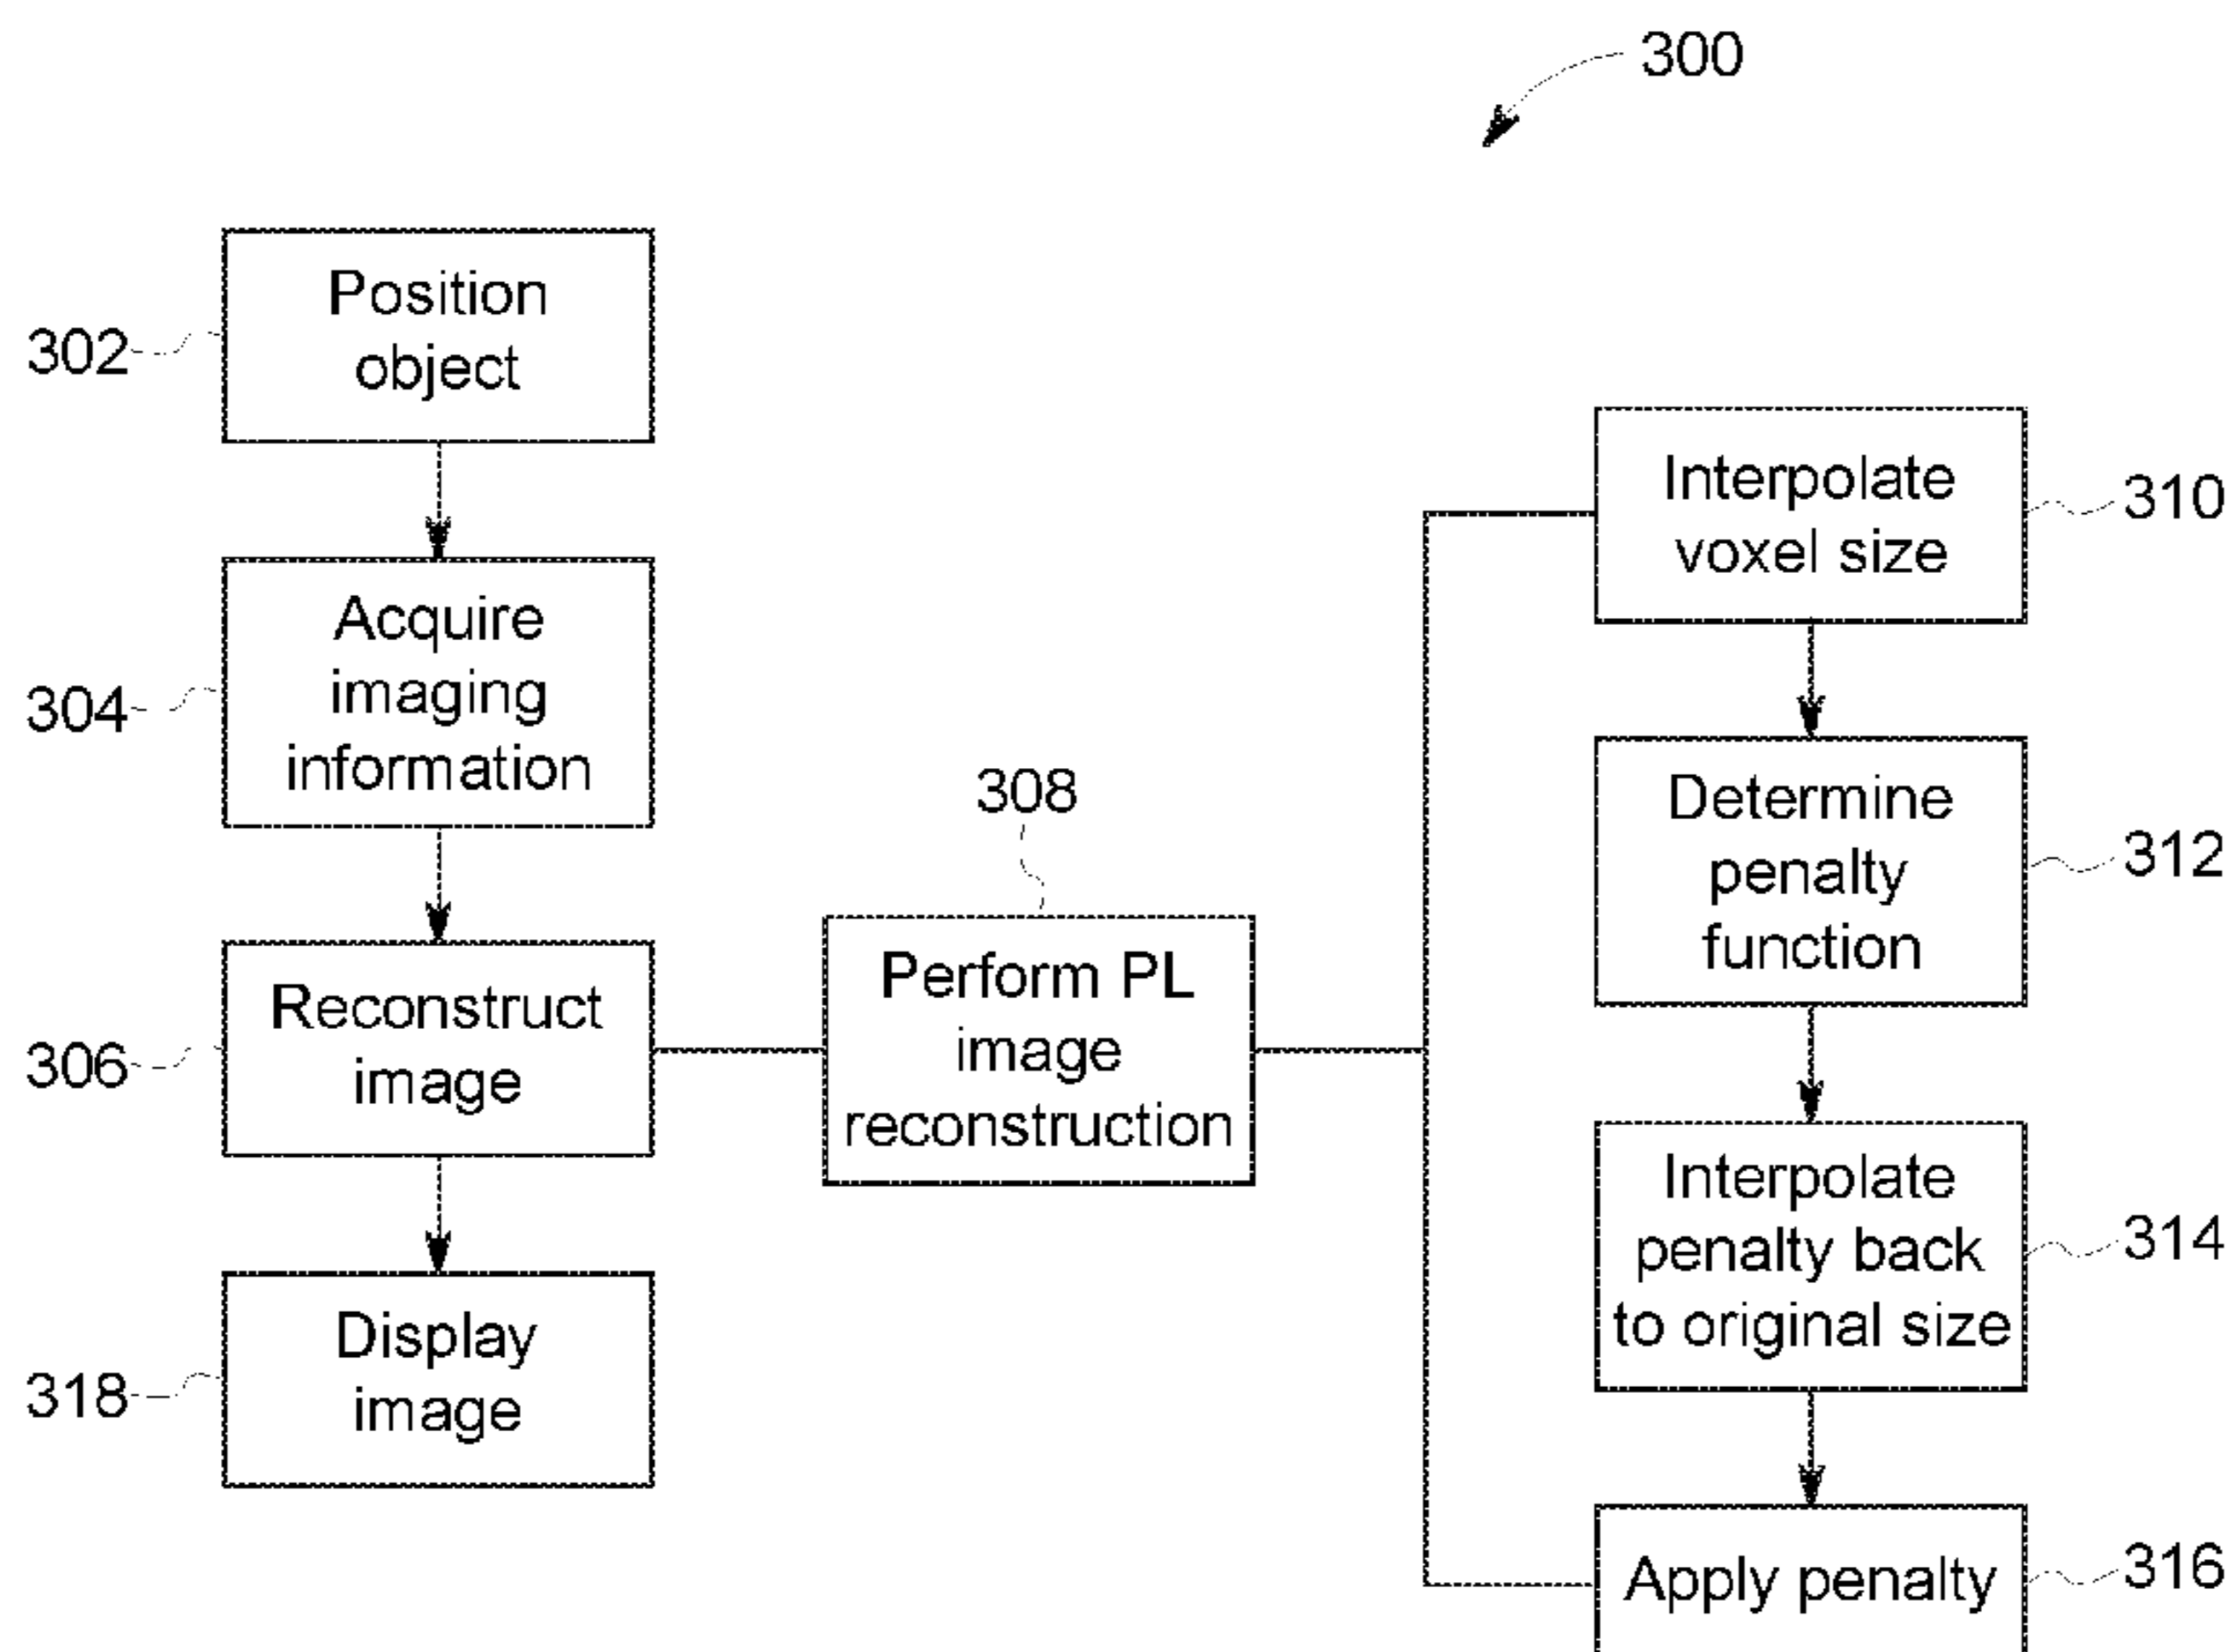 300
302
Position
object
304
Acquire
imaging
information
306
Reconstruct
image
318
Display
image
308
Perform PL
image
reconstruction
Interpolate
voxel size
310
Determine
penalty
function
312
Interpolate
penalty back
to original size
314
Apply penalty
316